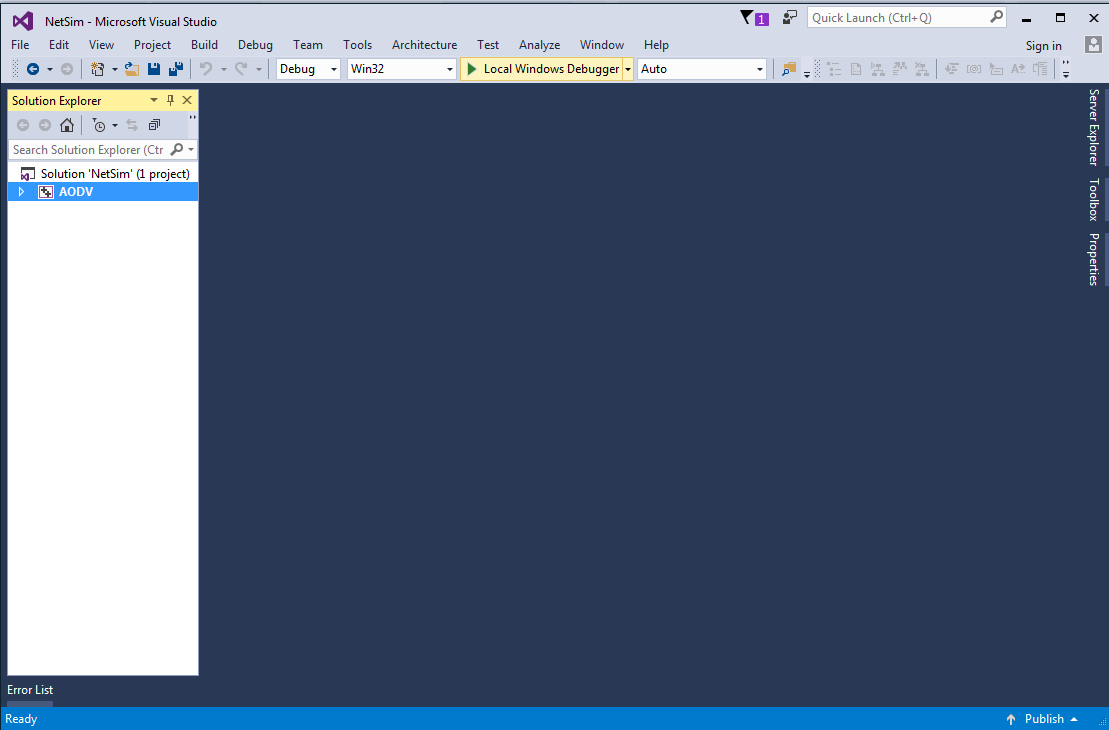 NetSim - Microsoft Visual Studio
1
Quick Launch (Ctrl+Q)
File Edit View Project Build Debug Team Tools Architecture Test Analyze Window Help
Sign in
Debug Win32 Local Windows Debugger Auto
Solution Explorer
Search Solution Explorer (Ctr
Solution 'NetSim' (1 project)
AODV
Server Explorer
Toolbox
Properties
Error List
Ready
Publish